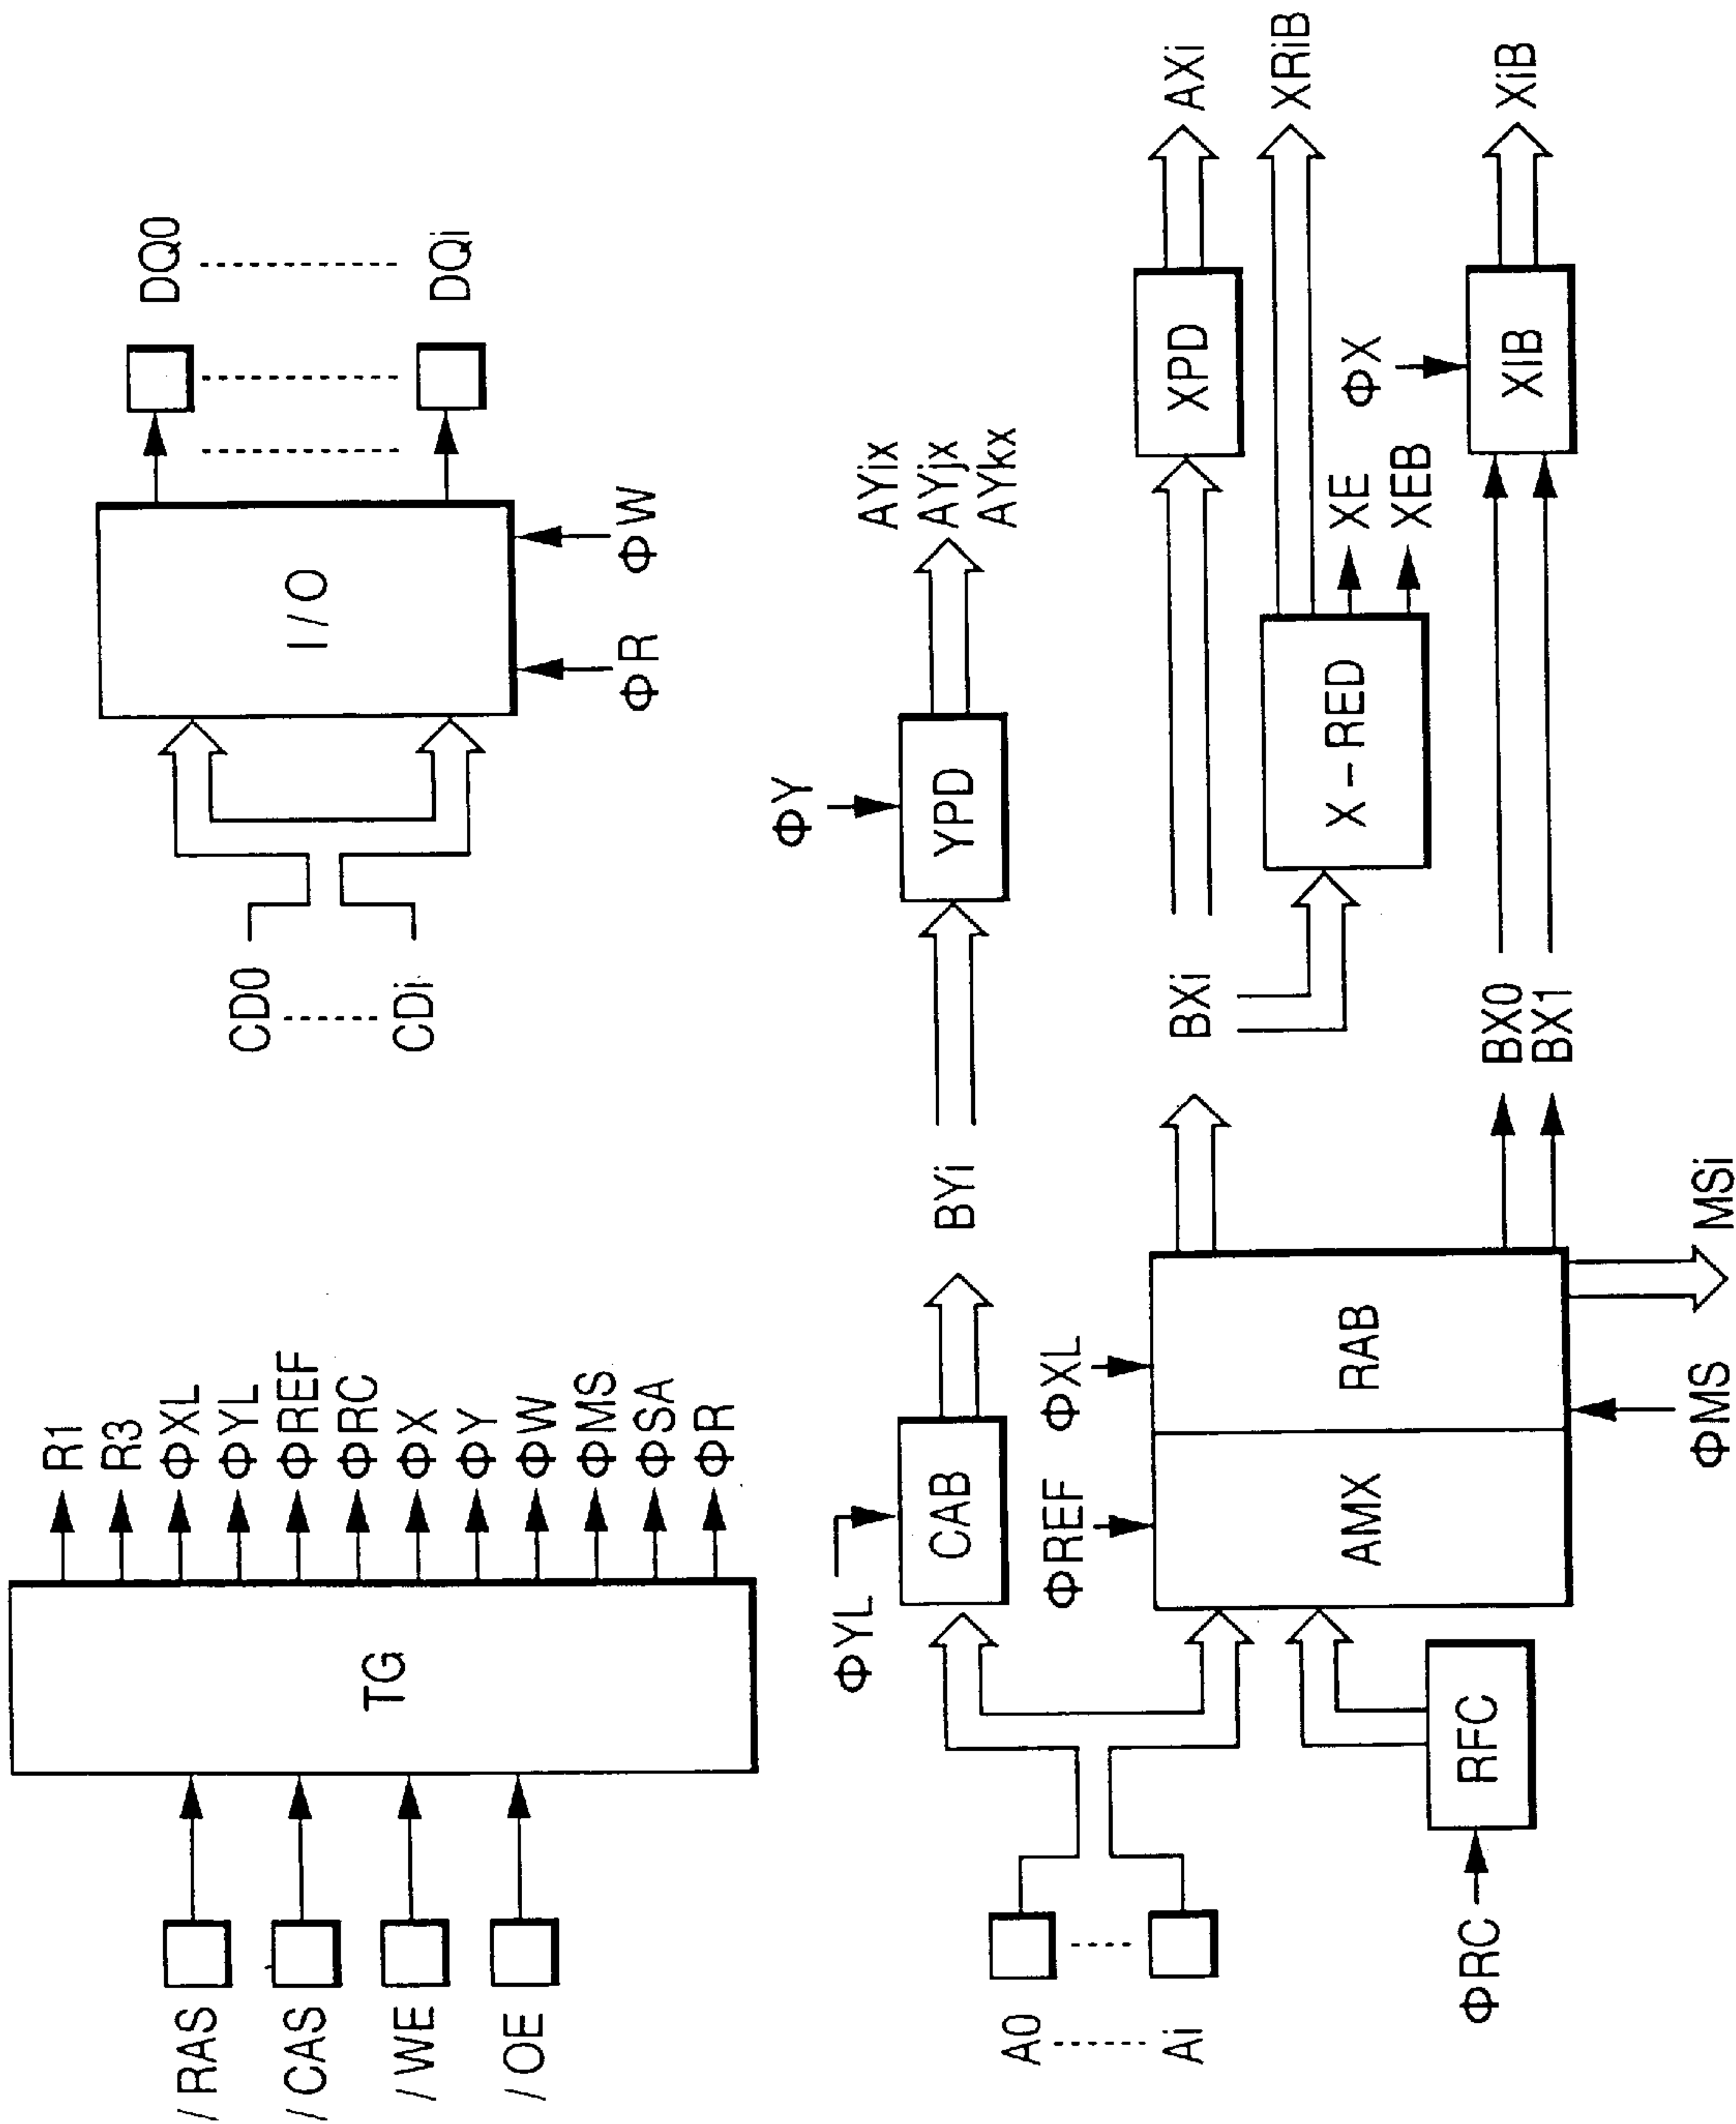 /RAS
/CAS
/WE
/OE
TG
R1
R3
ΦXL
ΦYL
ΦREF
ΦRC
ΦX
ΦY
ΦW
ΦMS
ΦSA
ΦR
CD0
CDi
I/O
ΦR
ΦW
DQ0
DQi
A0
Ai
ΦYL
CAB
BYi
ΦY
YPD
AYix
AYjx
AYkx
ΦREF
ΦXL
AMX
RAB
ΦRC
RFC
ΦMS
MSi
BXi
XPD
AXi
X-RED
XRiB
XE
XEB
BX0
BX1
ΦX
XIB
XiB